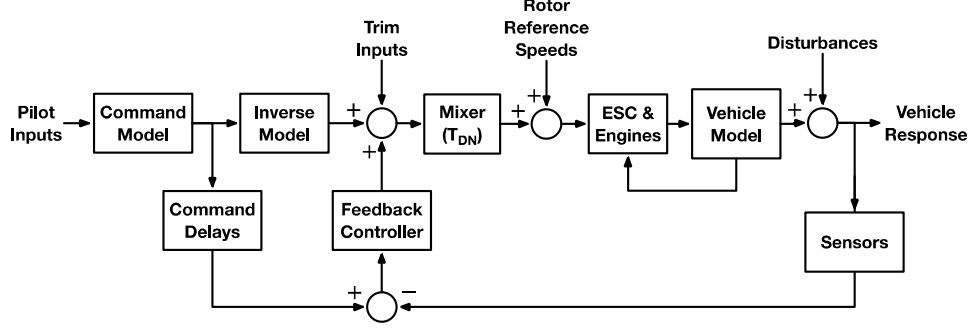 Trim
Inputs
Rotor
Reference
Speeds
Disturbances
Pilot
Inputs
Command
Model
Inverse
Model
+
+
+
Mixer
(T_DN)
+
+
ESC &
Engines
Vehicle
Model
+
+
Vehicle
Response
Command
Delays
Feedback
Controller
Sensors
+
−